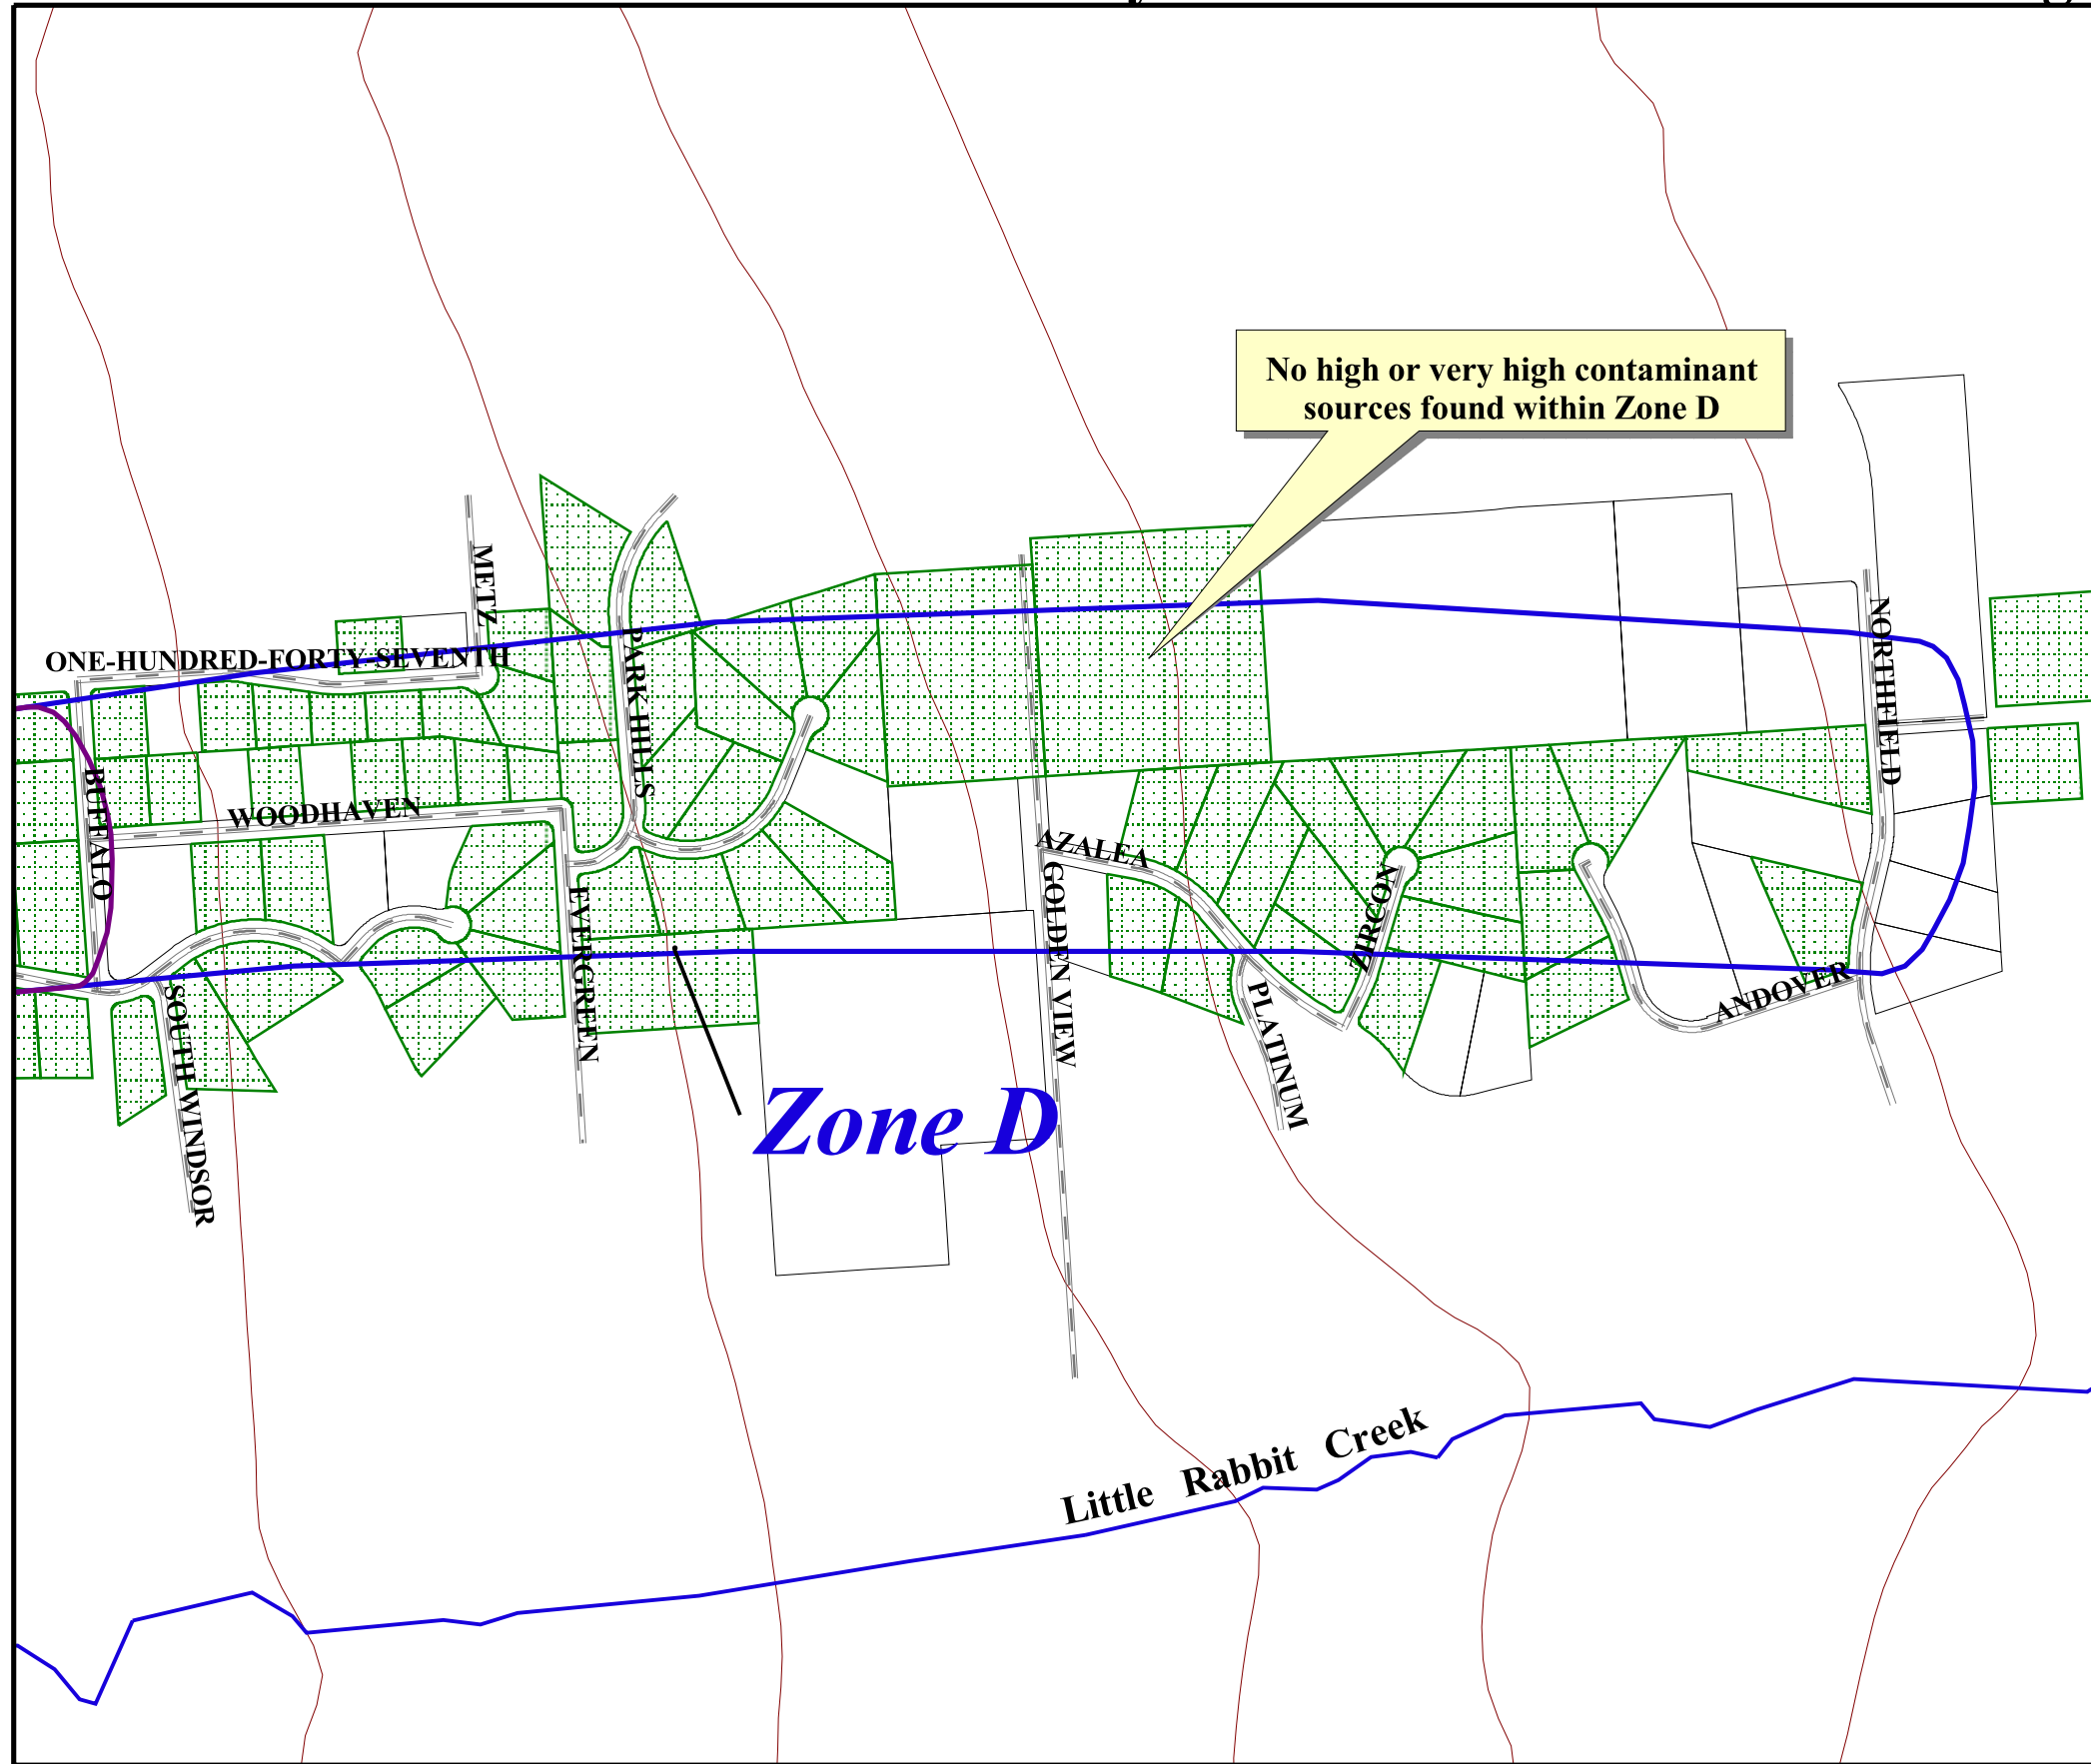 No high or very high contaminant
sources found within Zone D
METZ
ONE-HUNDRED-FORTY-SEVENTH
PARK HILLS
NORTHFIELD
BUFFALO
WOODHAVEN
AZALEA
GOLDEN VIEW
ZIRCON
EVERGREEN
SOUTH WINDSOR
PLATINUM
ANDOVER
Zone D
Little Rabbit Creek